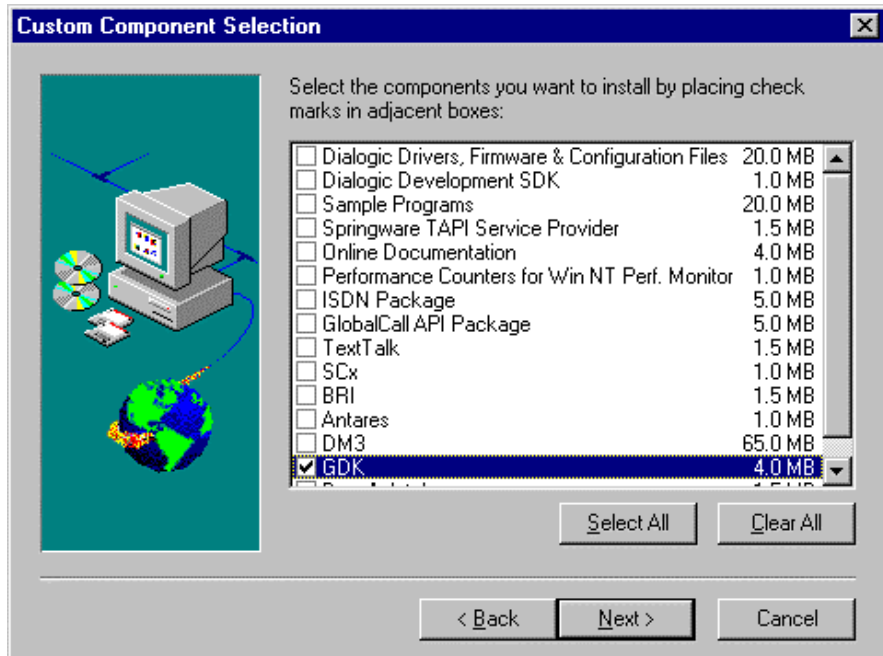 Custom Component Selection
Select the components you want to install by placing check
marks in adjacent boxes:
Dialogic Drivers, Firmware & Configuration Files 20.0 MB
Dialogic Development SDK 1.0 MB
Sample Programs 20.0 MB
Springware TAPI Service Provider 1.5 MB
Online Documentation 4.0 MB
Performance Counters for Win NT Perf. Monitor 1.0 MB
ISDN Package 5.0 MB
GlobalCall API Package 5.0 MB
TextTalk 1.5 MB
SCx 1.0 MB
BRI 1.5 MB
Antares 1.0 MB
DM3 65.0 MB
GDK 4.0 MB
Select All Clear All
< Back Next > Cancel